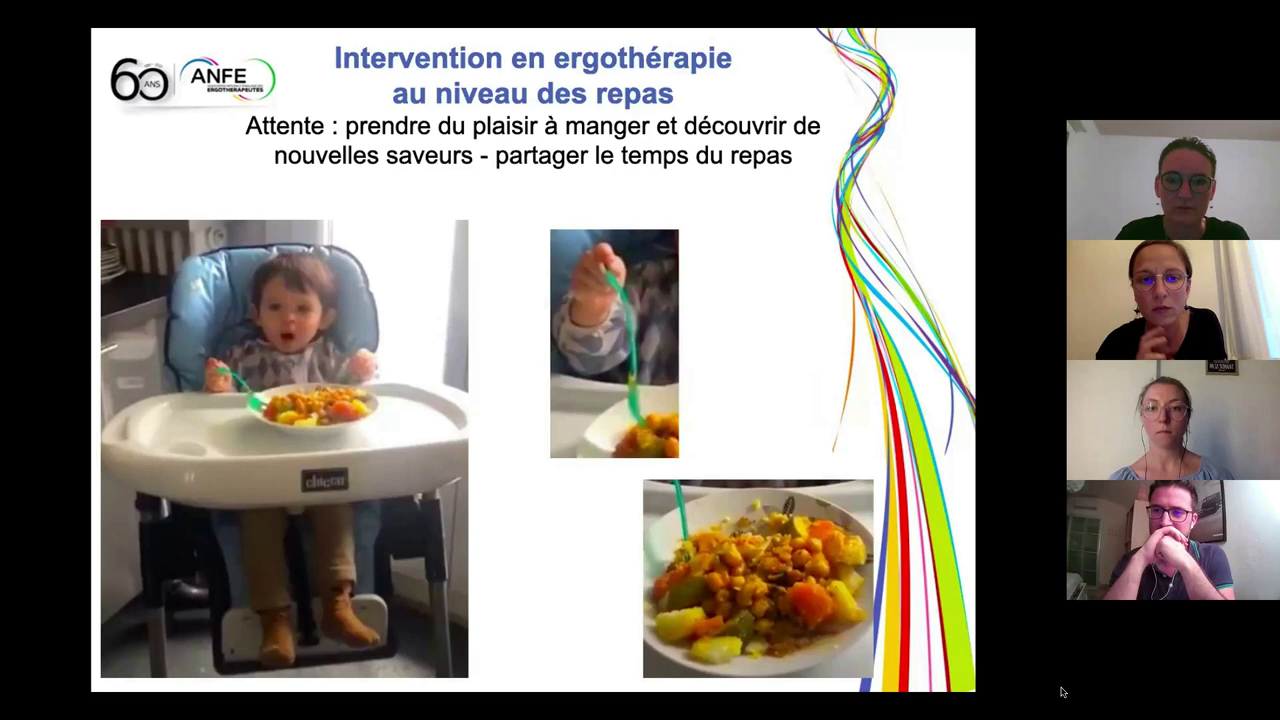 Intervention en ergothérapie
au niveau des repas
Attente : prendre du plaisir à manger et découvrir de
nouvelles saveurs - partager le temps du repas
60 ANS
ANFE
ERGOTHÉRAPEUTES
chicco